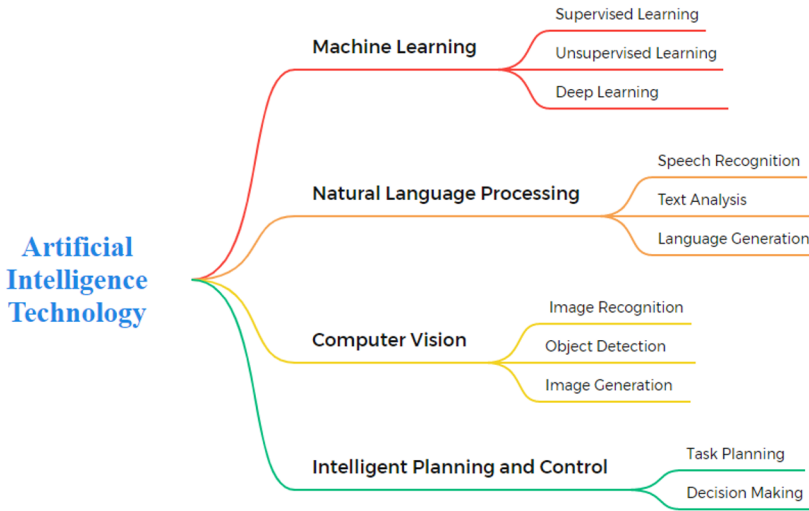 Artificial
Intelligence
Technology
Machine Learning
Supervised Learning
Unsupervised Learning
Deep Learning
Natural Language Processing
Speech Recognition
Text Analysis
Language Generation
Computer Vision
Image Recognition
Object Detection
Image Generation
Intelligent Planning and Control
Task Planning
Decision Making